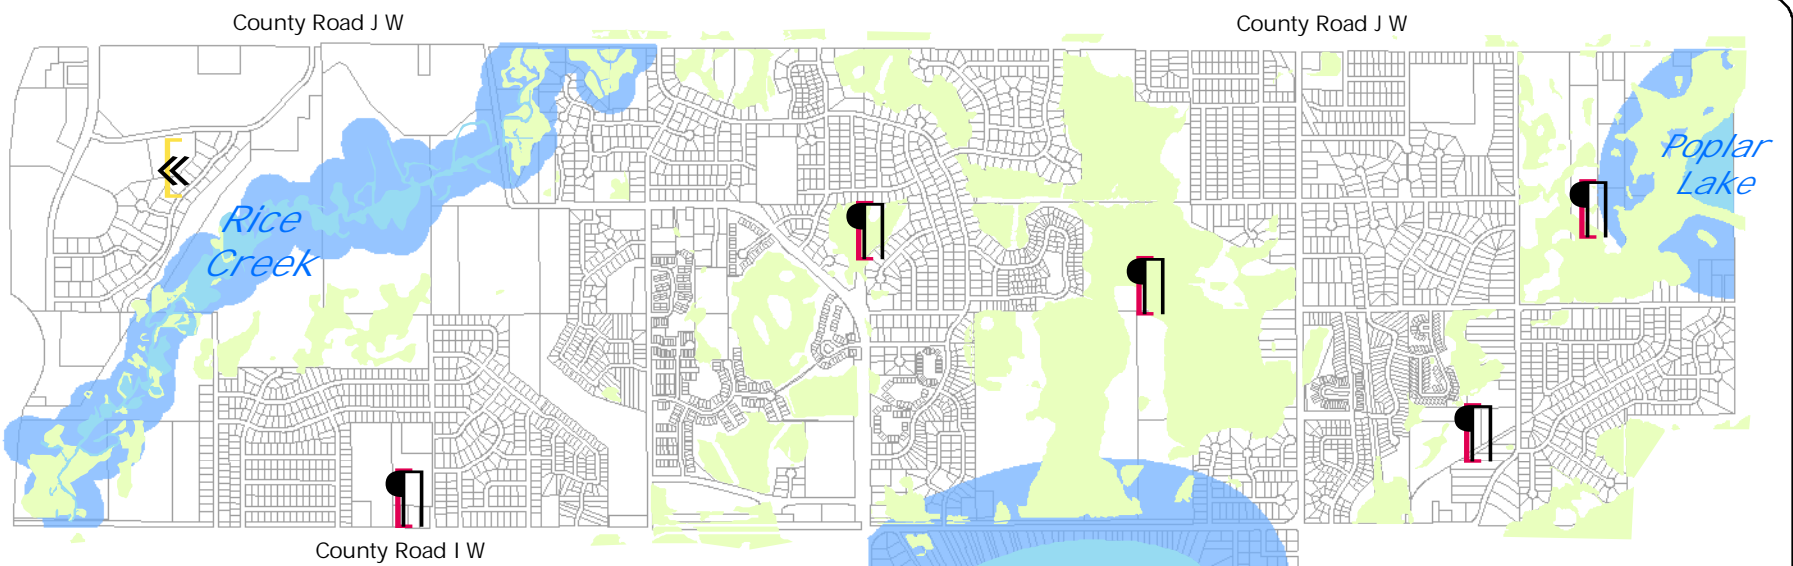 County Road J W
County Road J W
Poplar
Lake
Rice
Creek
County Road I W